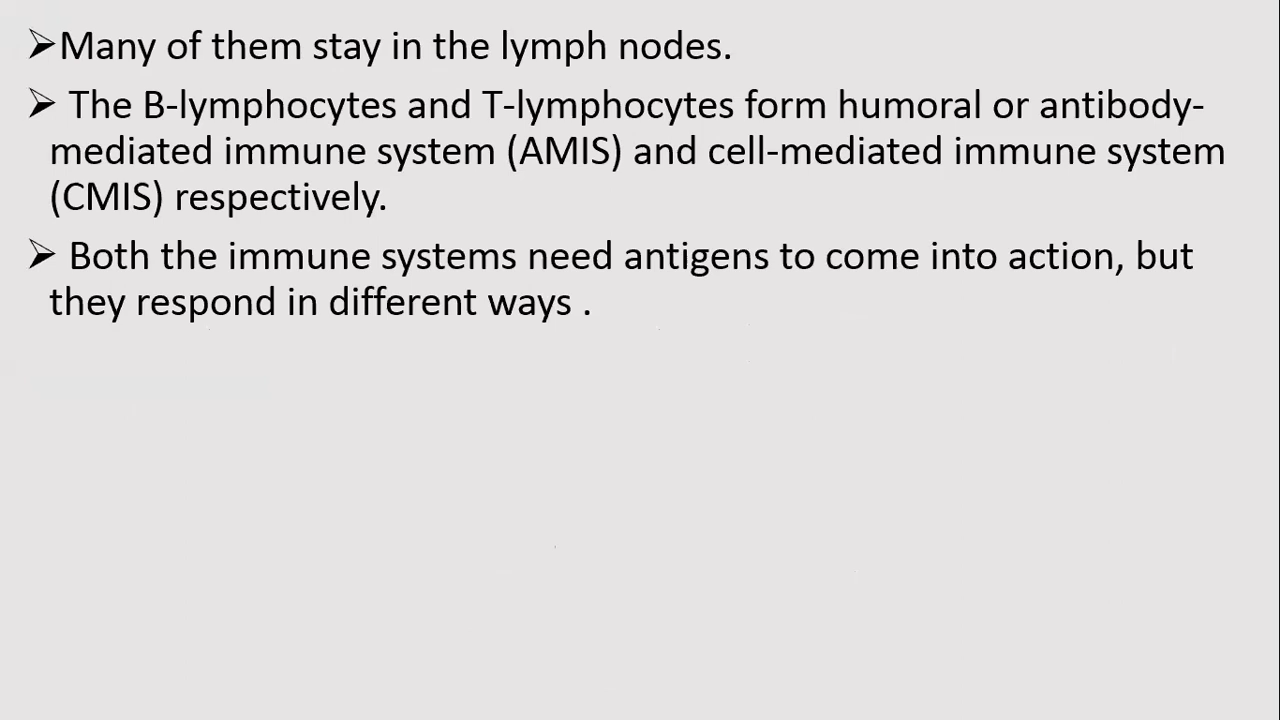 ➢Many of them stay in the lymph nodes.
➢ The B-lymphocytes and T-lymphocytes form humoral or antibody-
mediated immune system (AMIS) and cell-mediated immune system
(CMIS) respectively.
➢ Both the immune systems need antigens to come into action, but
they respond in different ways .